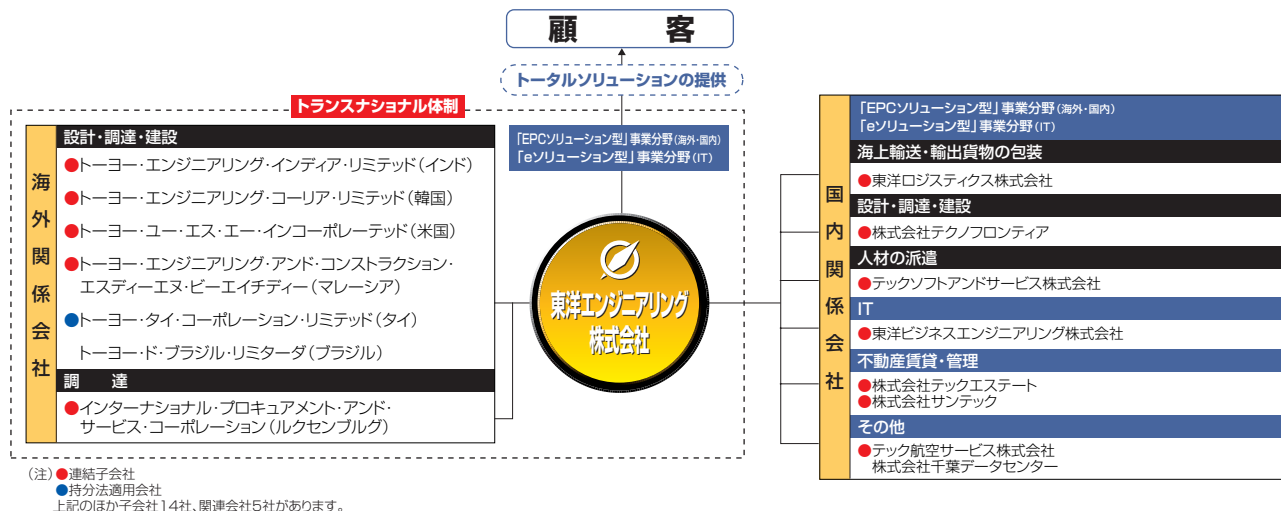 顧 客
トータルソリューションの提供
トランスナショナル体制
「EPCソリューション型」事業分野(海外・国内)
「eソリューション型」事業分野(IT)
海外関係会社
設計・調達・建設
●トーヨー・エンジニアリング・インディア・リミテッド(インド)
●トーヨー・エンジニアリング・コーリア・リミテッド(韓国)
●トーヨー・ユー・エス・エー・インコーポレーテッド(米国)
●トーヨー・エンジニアリング・アンド・コンストラクション・
エスディーエヌ・ビーエイチディー(マレーシア)
●トーヨー・タイ・コーポレーション・リミテッド(タイ)
トーヨー・ド・ブラジル・リミターダ(ブラジル)
調 達
●インターナショナル・プロキュアメント・アンド・
サービス・コーポレーション(ルクセンブルグ)
東洋エンジニアリング
株式会社
国内関係会社
「EPCソリューション型」事業分野(海外・国内)
「eソリューション型」事業分野(IT)
海上輸送・輸出貨物の包装
●東洋ロジスティクス株式会社
設計・調達・建設
●株式会社テクノフロンティア
人材の派遣
●テックソフトアンドサービス株式会社
IT
●東洋ビジネスエンジニアリング株式会社
不動産賃貸・管理
●株式会社テックエステート
●株式会社サンテック
その他
●テック航空サービス株式会社
株式会社千葉データセンター
(注)●連結子会社
●持分法適用会社
上記のほか子会社14社、関連会社5社があります。